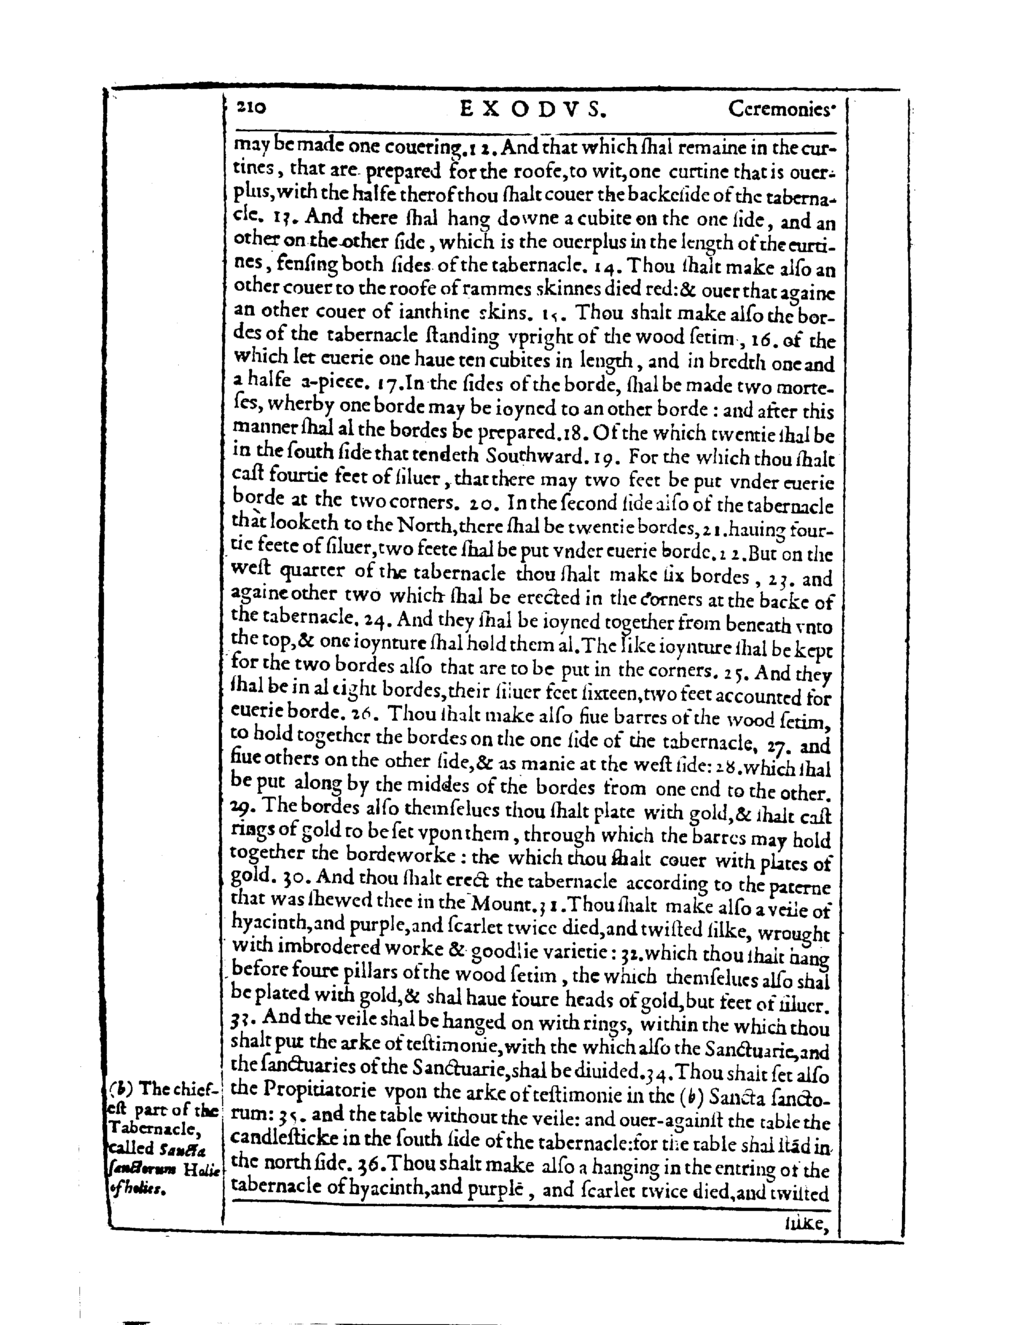 210 EXODVS. Ceremonies
may be made one couering. 12. And that which ſhal remaine in the cur-
tines, that are prepared for the roofe, to wit, one curtine that is ouer-
plus, with the halfe therof thou ſhalt couer the backeſide of the taberna-
cle. 13. And there ſhal hang downe a cubite on the one ſide, and an
other on the other ſide, which is the ouerplus in the length of the curti-
nes, fenſing both ſides of the tabernacle. 14. Thou ſhalt make alſo an
other couer to the roofe of rammes skinnes died red: & ouer that againe
an other couer of ianthine skins. 15. Thou shalt make alſo the bor-
des of the tabernacle ſtanding vpright of the wood ſetim, 16. of the
which let euerie one haue ten cubites in length, and in bredth one and
a halfe a-piece. 17. In the ſides of the borde, ſhal be made two morte-
ſes, wherby one borde may be ioyned to an other borde: and after this
manner ſhal al the bordes be prepared. 18. Of the which twentie ſhal be
in the ſouth ſide that tendeth Southward. 19. For the which thou ſhalt
caſt fourtie feet of ſiluer, that there may two feet be put vnder euerie
borde at the two corners. 20. In the ſecond ſide alſo of the tabernacle
that looketh to the North, there ſhal be twentie bordes, 21. hauing four-
tie feete of ſiluer, two feete ſhal be put vnder euerie borde. 22. But on the
weſt quarter of the tabernacle thou ſhalt make ſix bordes, 23. and
againe other two which ſhal be erected in the corners at the backe of
the tabernacle. 24. And they ſhal be ioyned together from beneath vnto
the top, & one ioynture ſhal hold them al. The like ioynture ſhal be kept
for the two bordes alſo that are to be put in the corners. 25. And they
ſhal be in al eight bordes, their ſiluer feet ſixteen, two feet accounted for
euerie borde. 26. Thou ſhalt make alſo fiue barres of the wood ſetim,
to hold together the bordes on the one ſide of the tabernacle, 27. and
fiue others on the other ſide, & as manie at the weſt ſide: 28. which ſhal
be put along by the middes of the bordes from one end to the other.
29. The bordes alſo themſelues thou ſhalt plate with gold, & ſhalt caſt
rings of gold to be ſet vpon them, through which the barres may hold
together the bordeworke: the which thou ſhalt couer with plates of
gold. 30. And thou ſhalt erect the tabernacle according to the paterne
that was ſhewed thee in the Mount. 31. Thou ſhalt make alſo a veile of
hyacinth, and purple, and ſcarlet twice died, and twiſted ſilke, wrought
with imbrodered worke & goodlie varietie: 32. which thou ſhalt hang
before foure pillars of the wood ſetim, the which themſelues alſo shal
be plated with gold, & shal haue foure heads of gold, but feet of ſiluer.
33. And the veile shal be hanged on with rings, within the which thou
shalt put the arke of teſtimonie, with the which alſo the Sanctuarie, and
the ſanctuaries of the Sanctuarie, shal be diuided. 34. Thou shalt ſet alſo
the Propitiatorie vpon the arke of teſtimonie in the (b) Sancta ſancto-
rum: 35. and the table without the veile: and ouer-againſt the table the
candleſticke in the ſouth ſide of the tabernacle: for the table shal ſtãd in
the north ſide. 36. Thou shalt make alſo a hanging in the entring of the
tabernacle of hyacinth, and purple, and ſcarlet twice died, and twiſted
ſilke,
(b) The chief-
eſt part of the
Tabernacle,
called Sancta
ſanctorum Holie
of holies.